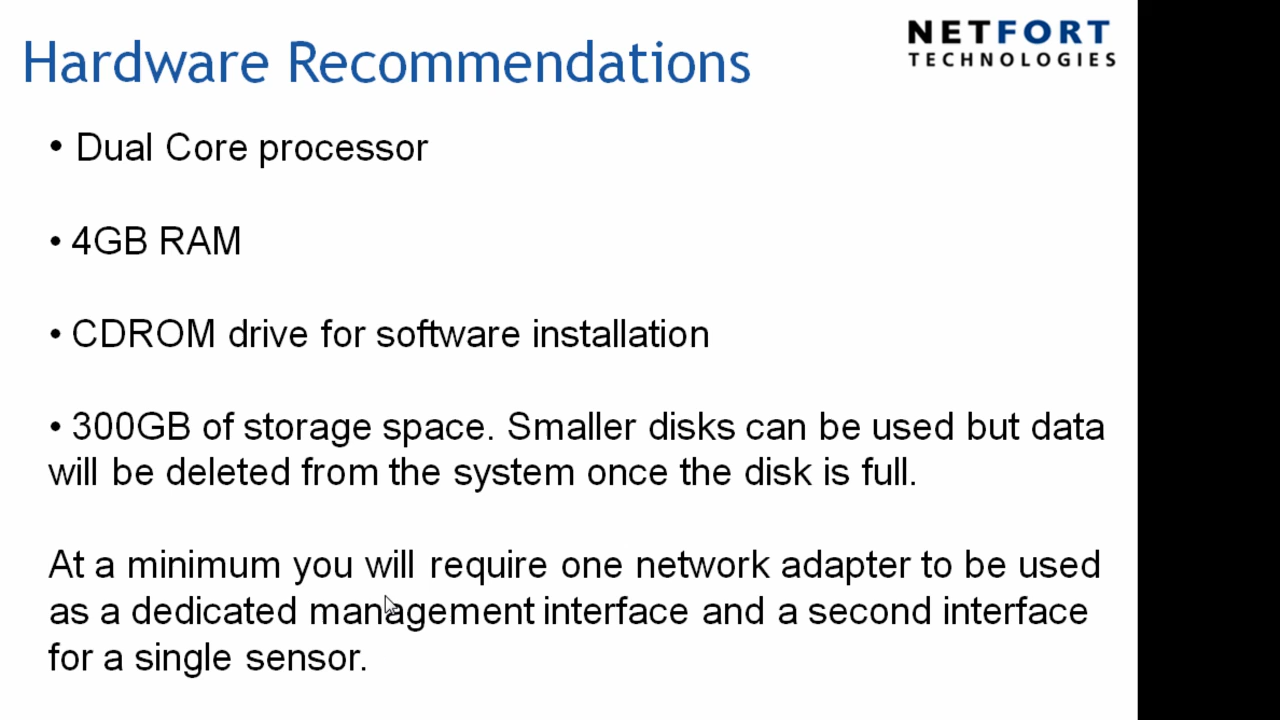 Hardware Recommendations
NETFORT
TECHNOLOGIES
• Dual Core processor
• 4GB RAM
• CDROM drive for software installation
• 300GB of storage space. Smaller disks can be used but data
will be deleted from the system once the disk is full.
At a minimum you will require one network adapter to be used
as a dedicated management interface and a second interface
for a single sensor.